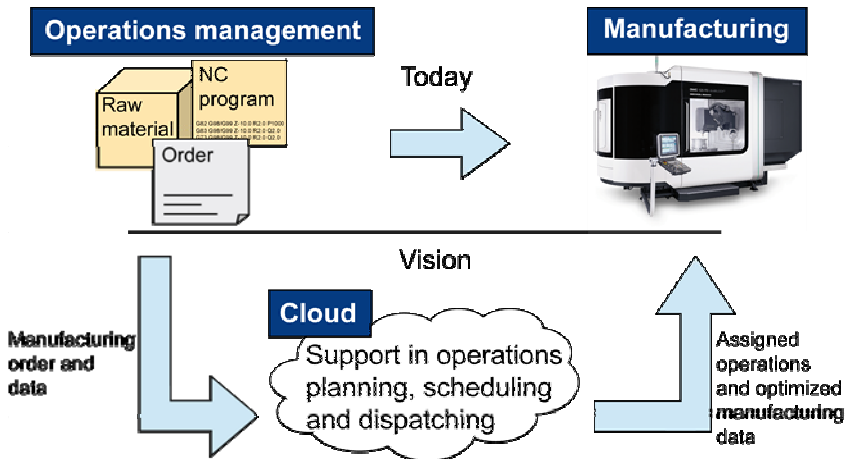 Operations management
Manufacturing
NC
program
Raw
material
Order
Today
Vision
Cloud
Support in operations
planning, scheduling
and dispatching
Manufacturing
order and
data
Assigned
operations
and optimized
manufacturing
data